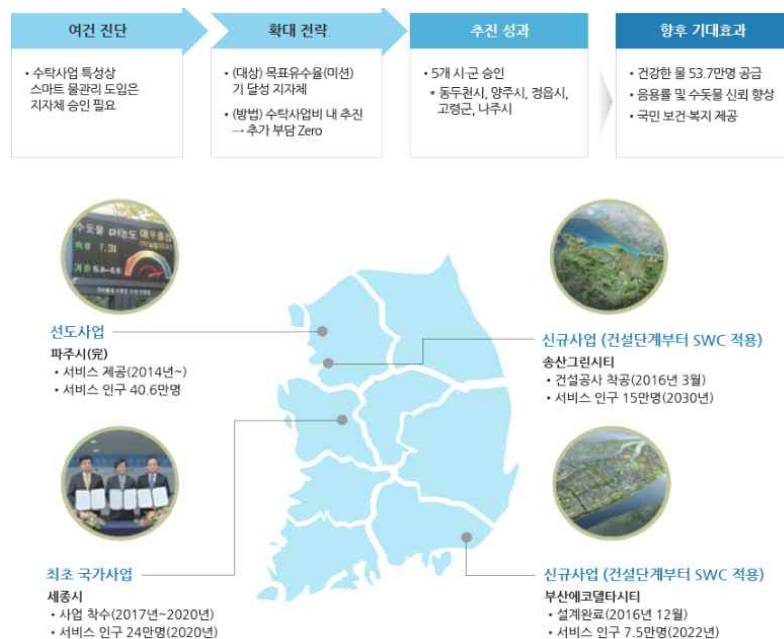 여건 진단
확대 전략
추진 성과
향후 기대효과
• 수탁사업 특성상
스마트 물관리 도입은
지자체 승인 필요
• (대상) 목표유수율(미션)
기 달성 지자체
• (방법) 수탁사업비 내 추진
→ 추가 부담 Zero
• 5개 시·군 승인
* 동두천시, 양주시, 정읍시,
고령군, 나주시
• 건강한 물 53.7만명 공급
• 음용률 및 수돗물 신뢰 향상
• 국민 보건·복지 제공
수돗물
7.31
선도사업
파주시(完)
• 서비스 제공(2014년~)
• 서비스 인구 40.6만명
신규사업 (건설단계부터 SWC 적용)
송산그린시티
• 건설공사 착공(2016년 3월)
• 서비스 인구 15만명(2030년)
최초 국가사업
세종시
• 사업 착수(2017년~2020년)
• 서비스 인구 24만명(2020년)
신규사업 (건설단계부터 SWC 적용)
부산에코델타시티
• 설계완료(2016년 12월)
• 서비스 인구 7.5만명(2022년)